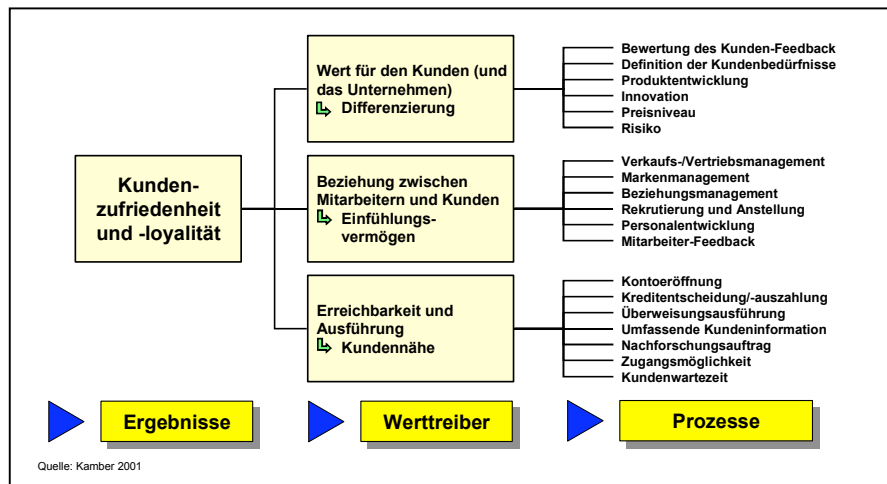 Kunden-
zufriedenheit
und -loyalität
Wert für den Kunden (und
das Unternehmen)
Differenzierung
Beziehung zwischen
Mitarbeitern und Kunden
Einfühlungs-
vermögen
Erreichbarkeit und
Ausführung
Kundennähe
Bewertung des Kunden-Feedback
Definition der Kundenbedürfnisse
Produktentwicklung
Innovation
Preisniveau
Risiko
Verkaufs-/Vertriebsmanagement
Markenmanagement
Beziehungsmanagement
Rekrutierung und Anstellung
Personalentwicklung
Mitarbeiter-Feedback
Kontoeröffnung
Kreditentscheidung/-auszahlung
Überweisungsausführung
Umfassende Kundeninformation
Nachforschungsauftrag
Zugangsmöglichkeit
Kundenwartezeit
Ergebnisse
Werttreiber
Prozesse
Quelle: Kamber 2001